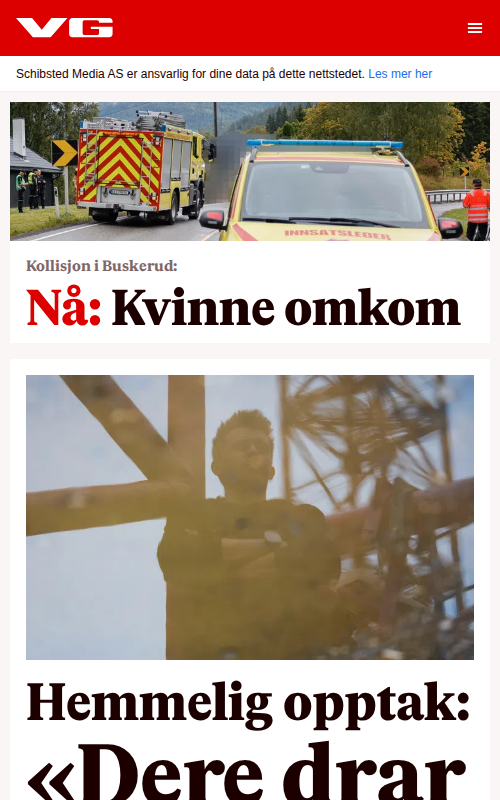 VG
Schibsted Media AS er ansvarlig for dine data på dette nettstedet. Les mer her
INNSATSLEDER
Kollisjon i Buskerud:
Nå: Kvinne omkom
Hemmelig opptak:
«Dere drar